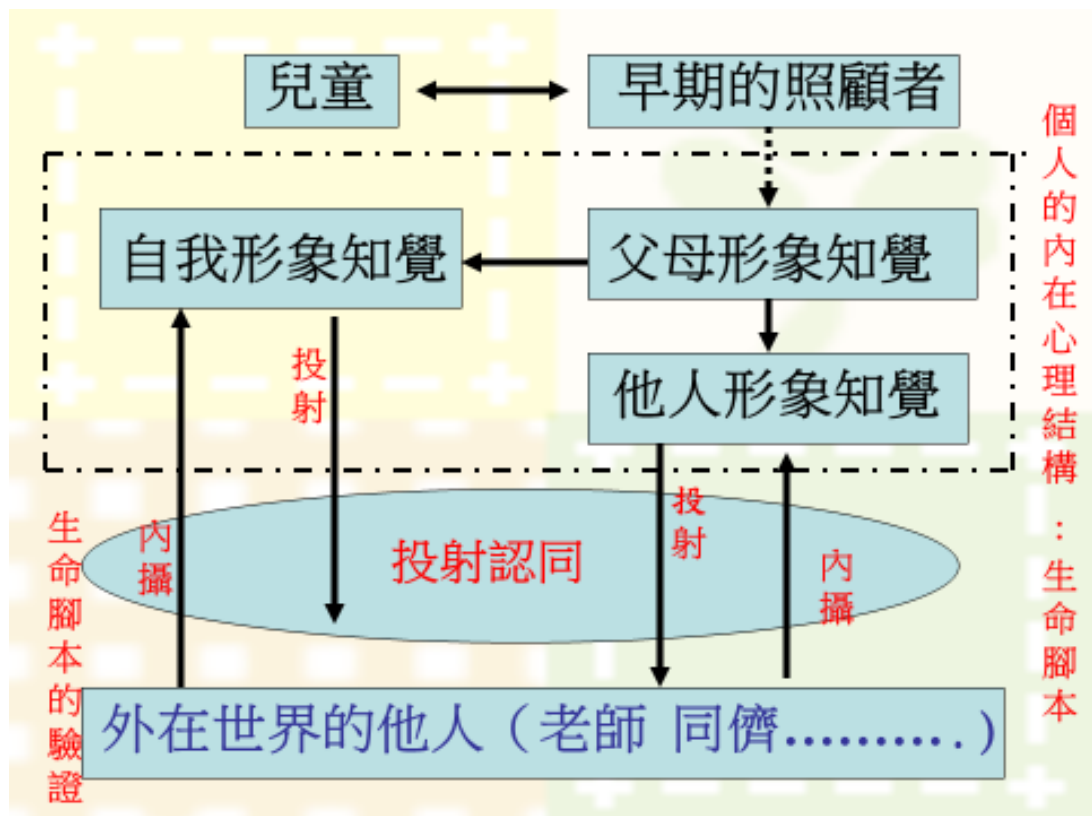 兒童
早期的照顧者
自我形象知覺
父母形象知覺
他人形象知覺
投射
投射
內攝
內攝
投射認同
外在世界的他人（老師 同儕..........）
生命腳本的驗證
個人的內在心理結構：生命腳本